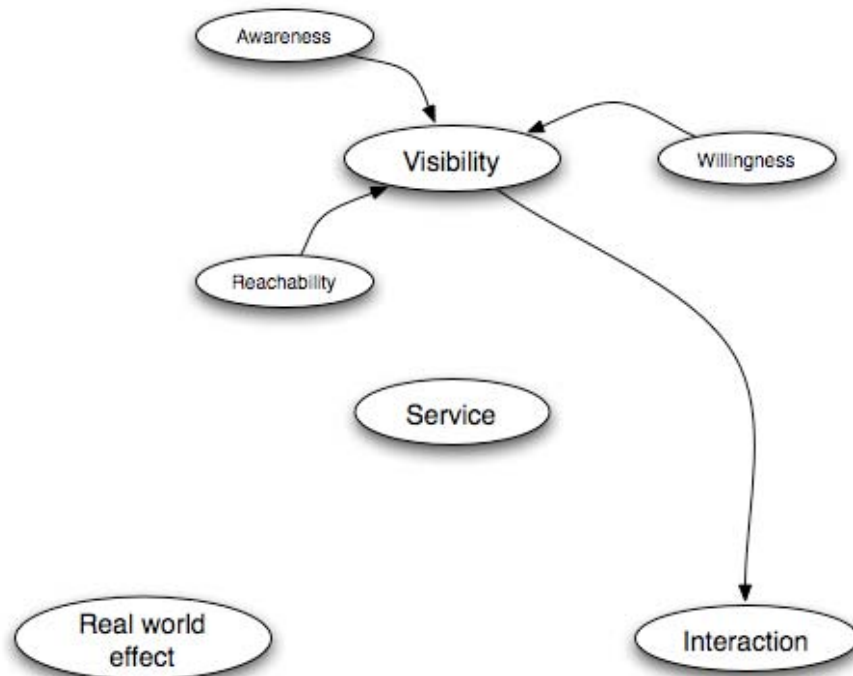 Awareness
Visibility
Willingness
Reachability
Service
Real world
effect
Interaction